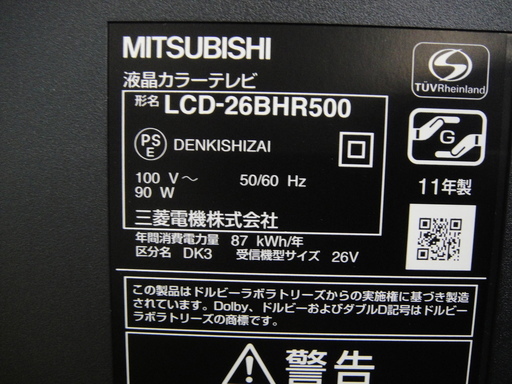 MITSUBISHI
液晶カラーテレビ
形名 LCD-26BHR500
PS E DENKISHIZAI
100 V～ 50/60 Hz
90 W
三菱電機株式会社
年間消費電力量 87 kWh/年
区分名 DK3 受信機型サイズ 26V
S
TÜVRheinland
G
11年製
この製品はドルビーラボラトリーズからの実施権に基づき製造
されています。Dolby、ドルビーおよびダブルD記号はドルビー
ラボラトリーズの商標です。
警告